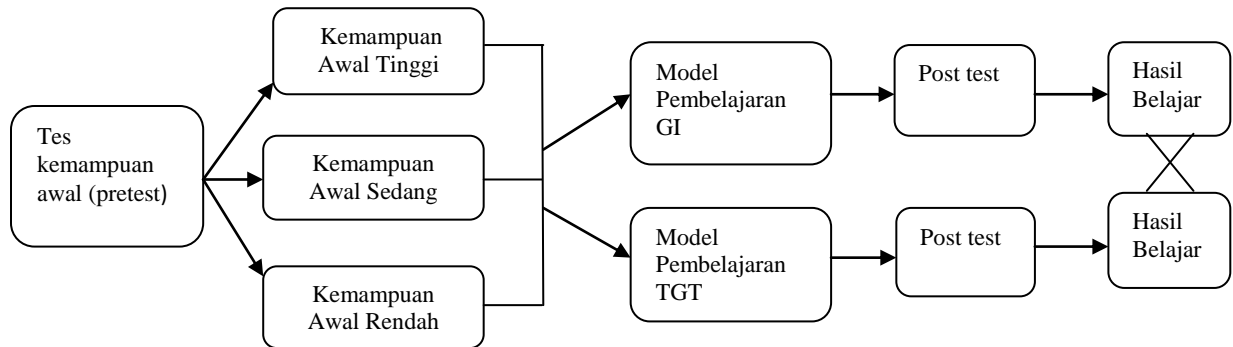 Tes
kemampuan
awal (pretest)
Kemampuan
Awal Tinggi
Kemampuan
Awal Sedang
Kemampuan
Awal Rendah
Model
Pembelajaran
GI
Model
Pembelajaran
TGT
Post test
Post test
Hasil
Belajar
Hasil
Belajar